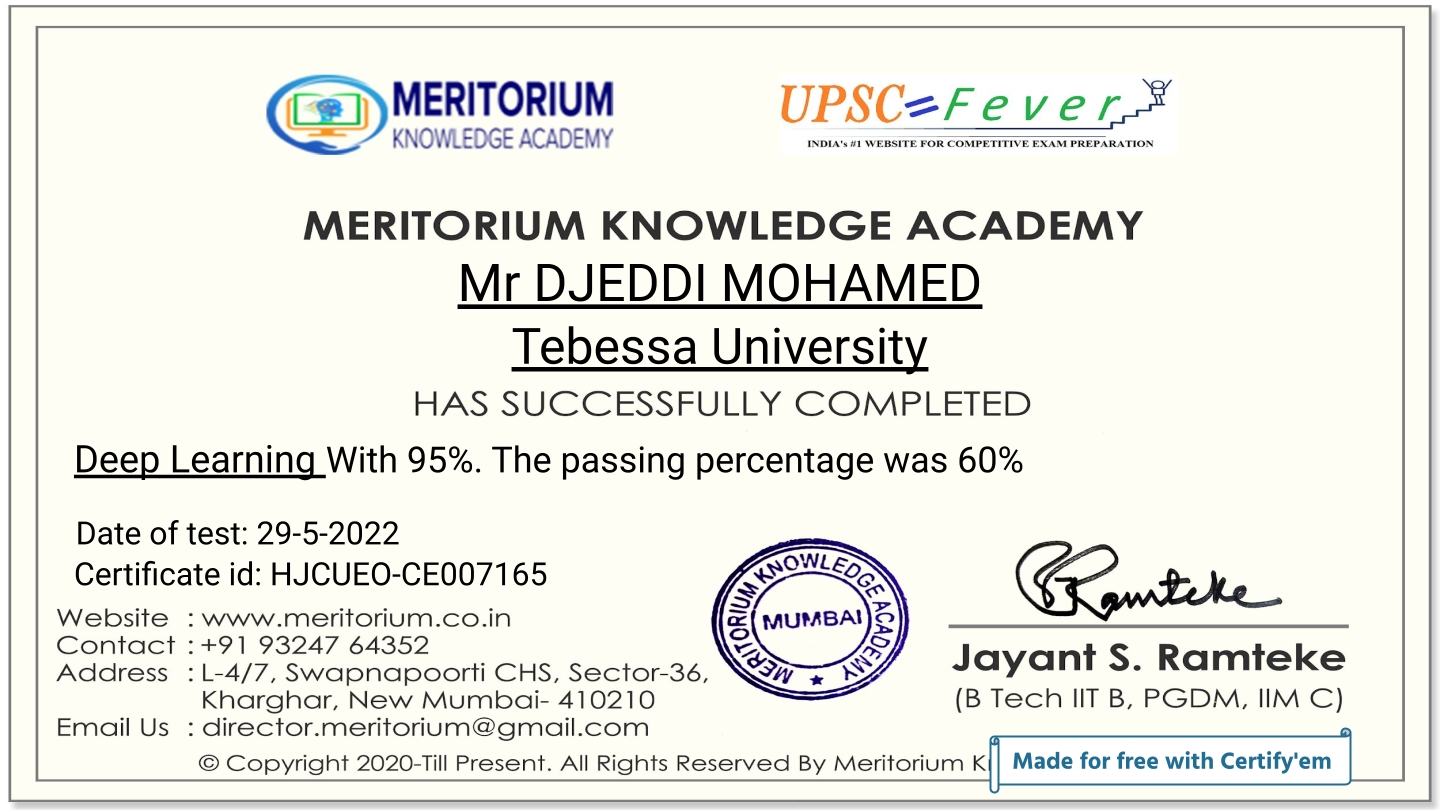 MERITORIUM
KNOWLEDGE ACADEMY
UPSC=Fever
INDIA's #1 WEBSITE FOR COMPETITIVE EXAM PREPARATION
MERITORIUM KNOWLEDGE ACADEMY
Mr DJEDDI MOHAMED
Tebessa University
HAS SUCCESSFULLY COMPLETED
Deep Learning With 95%. The passing percentage was 60%
Date of test: 29-5-2022
Certificate id: HJCUEO-CE007165
Website : www.meritorium.co.in
Contact : +91 93247 64352
Address : L-4/7, Swapnapoorti CHS, Sector-36,
Kharghar, New Mumbai- 410210
Email Us : director.meritorium@gmail.com
MERITORIUM KNOWLEDGE ACADEMY
MUMBAI
Ramteke
Jayant S. Ramteke
(B Tech IIT B, PGDM, IIM C)
© Copyright 2020-Till Present. All Rights Reserved By Meritorium
Made for free with Certify'em